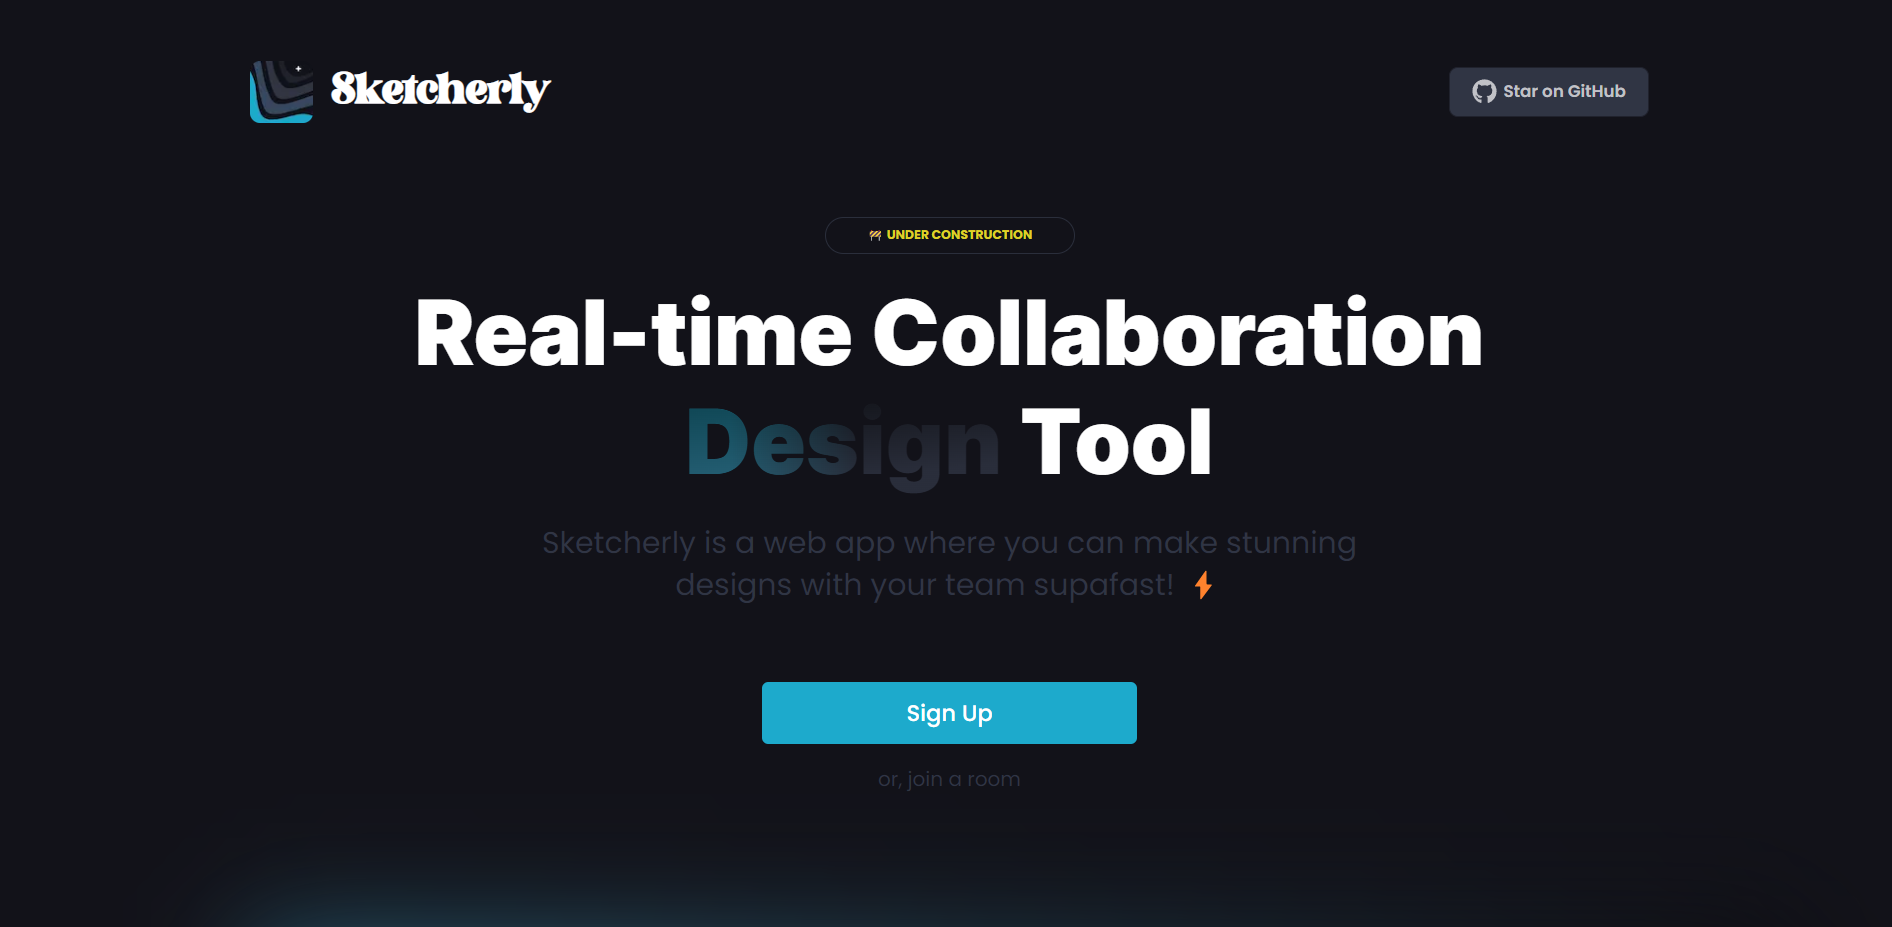 Sketcherly
Star on GitHub
🚧 UNDER CONSTRUCTION
Real-time Collaboration
Design Tool
Sketcherly is a web app where you can make stunning
designs with your team supafast! ⚡
Sign Up
or, join a room